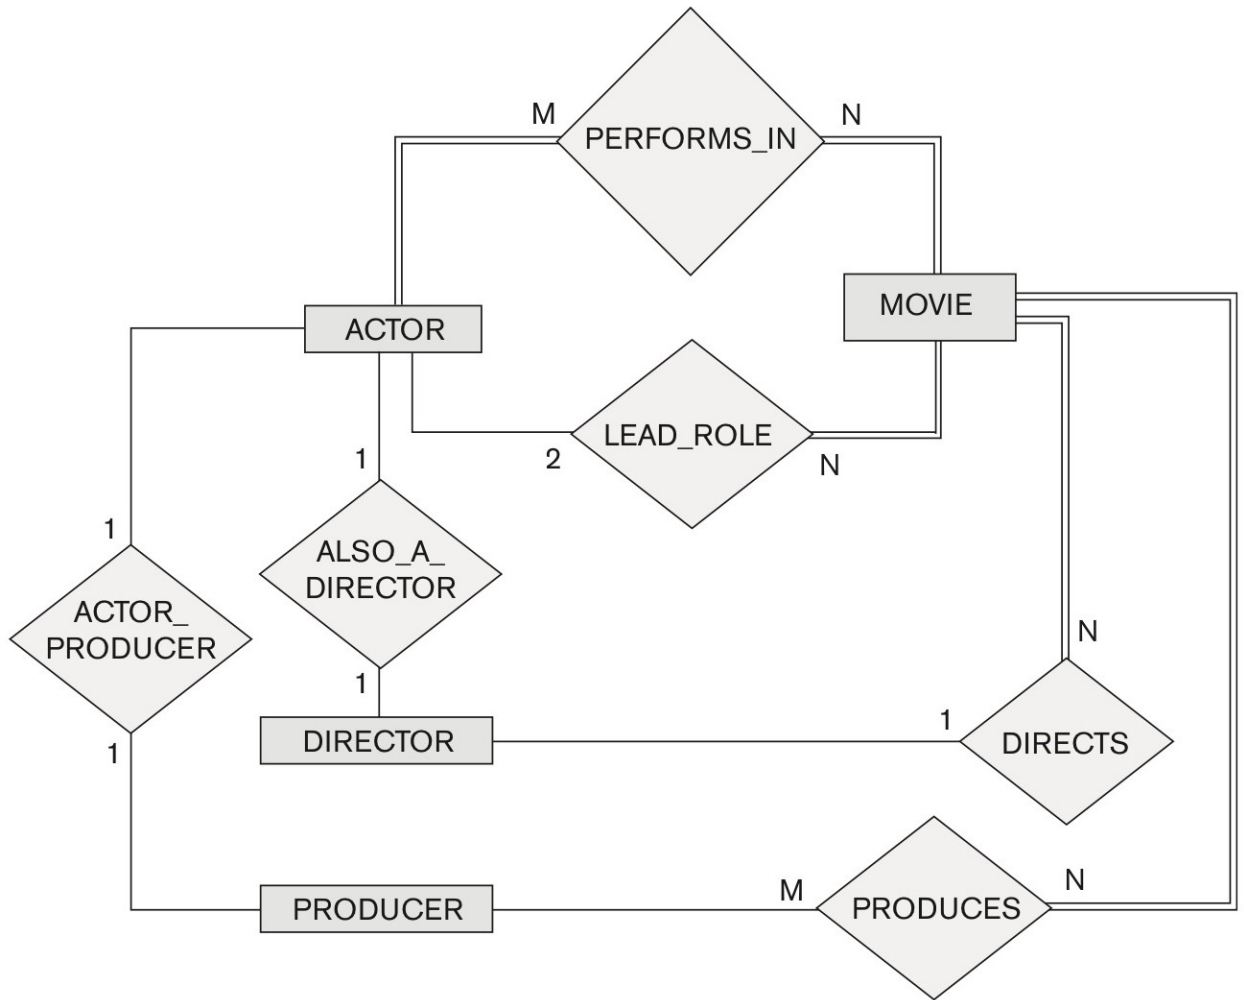 M
PERFORMS_IN
N
MOVIE
ACTOR
LEAD_ROLE
2
N
1
1
ALSO_A_
DIRECTOR
ACTOR_
PRODUCER
N
1
1
1
DIRECTOR
DIRECTS
M
N
PRODUCER
PRODUCES